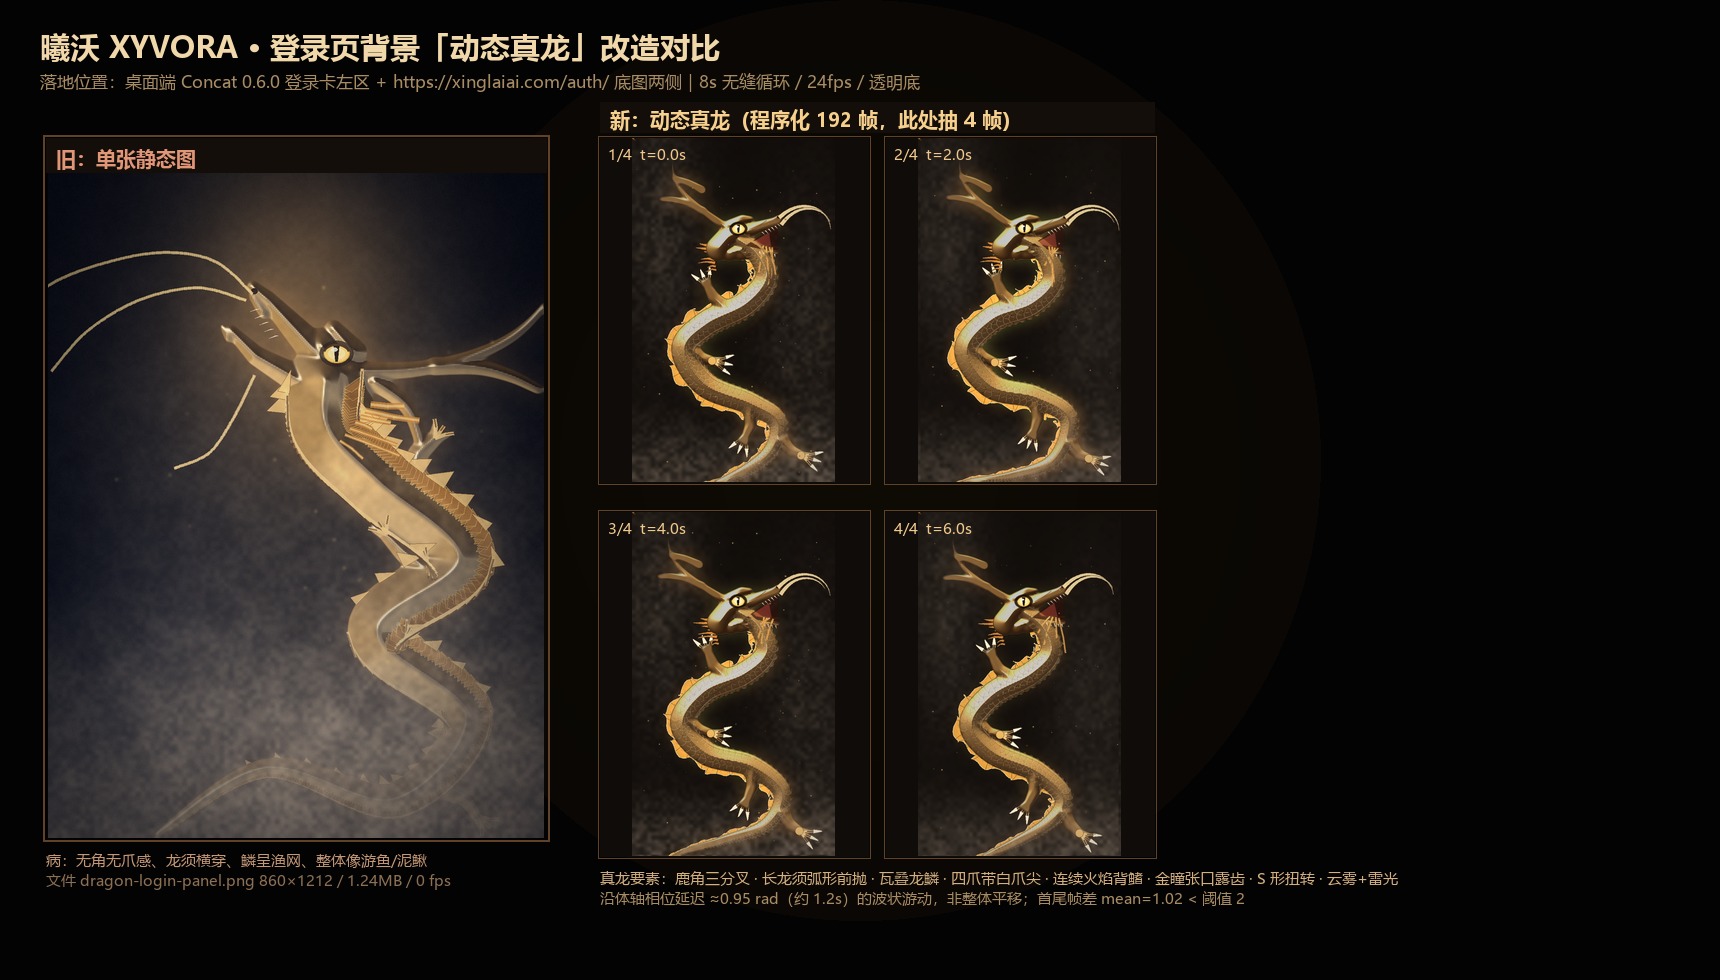 曦沃 XYVORA • 登录页背景「动态真龙」改造对比
落地位置：桌面端 Concat 0.6.0 登录卡左区 + https://xinglaiai.com/auth/ 底图两侧 | 8s 无缝循环 / 24fps / 透明底
旧：单张静态图
病：无角无爪感、龙须横穿、鳞呈渔网、整体像游鱼/泥鳅
文件 dragon-login-panel.png 860×1212 / 1.24MB / 0 fps
新：动态真龙（程序化 192 帧，此处抽 4 帧）
1/4 t=0.0s
2/4 t=2.0s
3/4 t=4.0s
4/4 t=6.0s
真龙要素：鹿角三分叉 · 长龙须弧形前抛 · 瓦叠龙鳞 · 四爪带白爪尖 · 连续火焰背鳍 · 金瞳张口露齿 · S 形扭转 · 云雾+雷光
沿体轴相位延迟 ≈0.95 rad（约 1.2s）的波状游动，非整体平移；首尾帧差 mean=1.02 < 阈值 2